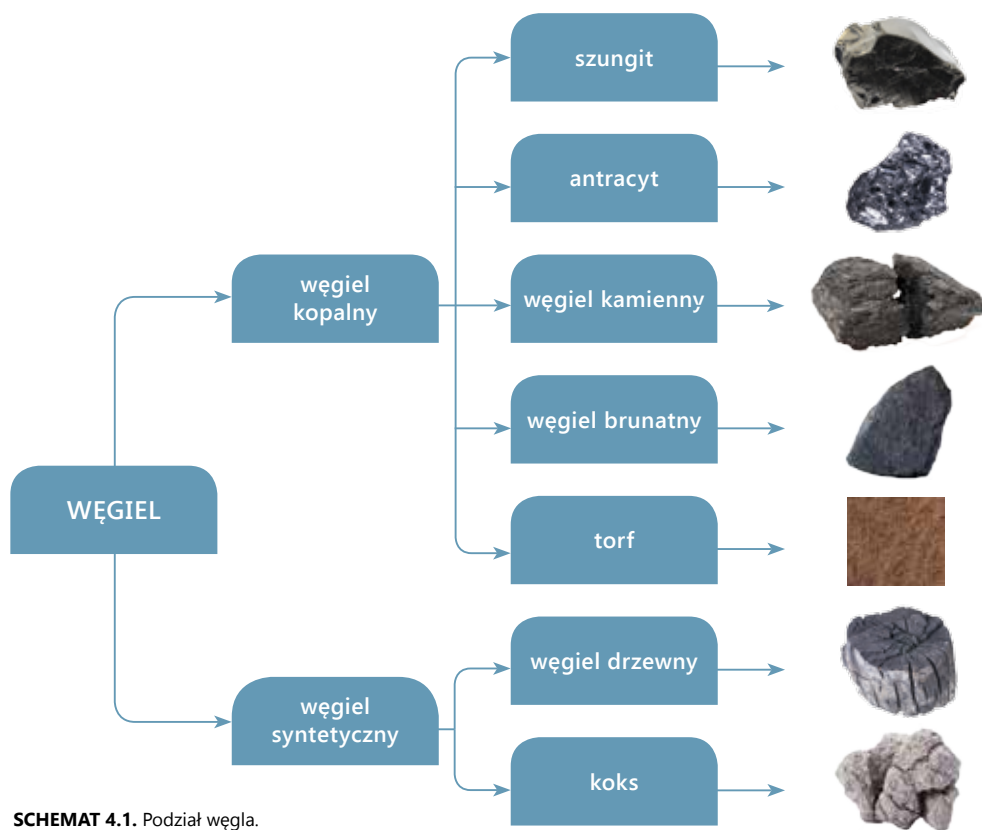 szungit
antracyt
węgiel
kopalny
węgiel kamienny
węgiel brunatny
WĘGIEL
torf
węgiel drzewny
węgiel
syntetyczny
koks
SCHEMAT 4.1. Podział węgla.